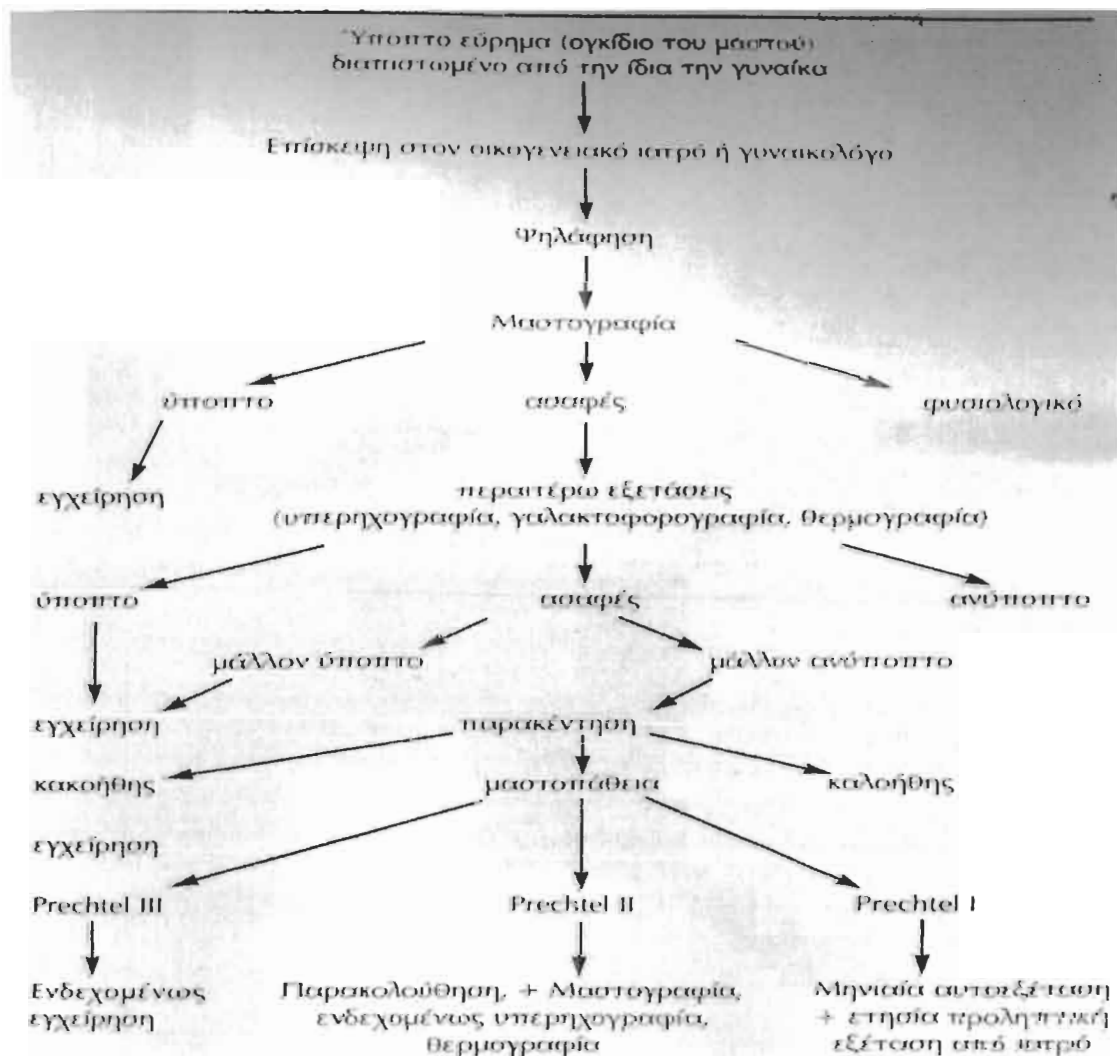 Ύποπτο εύρημα (ογκίδιο του μαστού)
διαπιστωμένο από την ίδια την γυναίκα
Επίσκεψη στον οικογενειακό ιατρό ή γυναικολόγο
Ψηλάφηση
Μαστογραφία
ύποπτο ασαφές φυσιολογικό
εγχείρηση
περαιτέρω εξετάσεις
(υπερηχογραφία, γαλακτοφορογραφία, θερμογραφία)
ύποπτο ασαφές ανύποπτο
μάλλον ύποπτο μάλλον ανύποπτο
εγχείρηση παρακέντηση
κακοήθης μαστοπάθεια καλοήθης
εγχείρηση
Prechtel III Prechtel II Prechtel I
Ενδεχομένως
εγχείρηση
Παρακολούθηση, + Μαστογραφία,
ενδεχομένως υπερηχογραφία,
θερμογραφία
Μηνιαία αυτοεξέταση
+ ετησία προληπτική
εξέταση από ιατρό